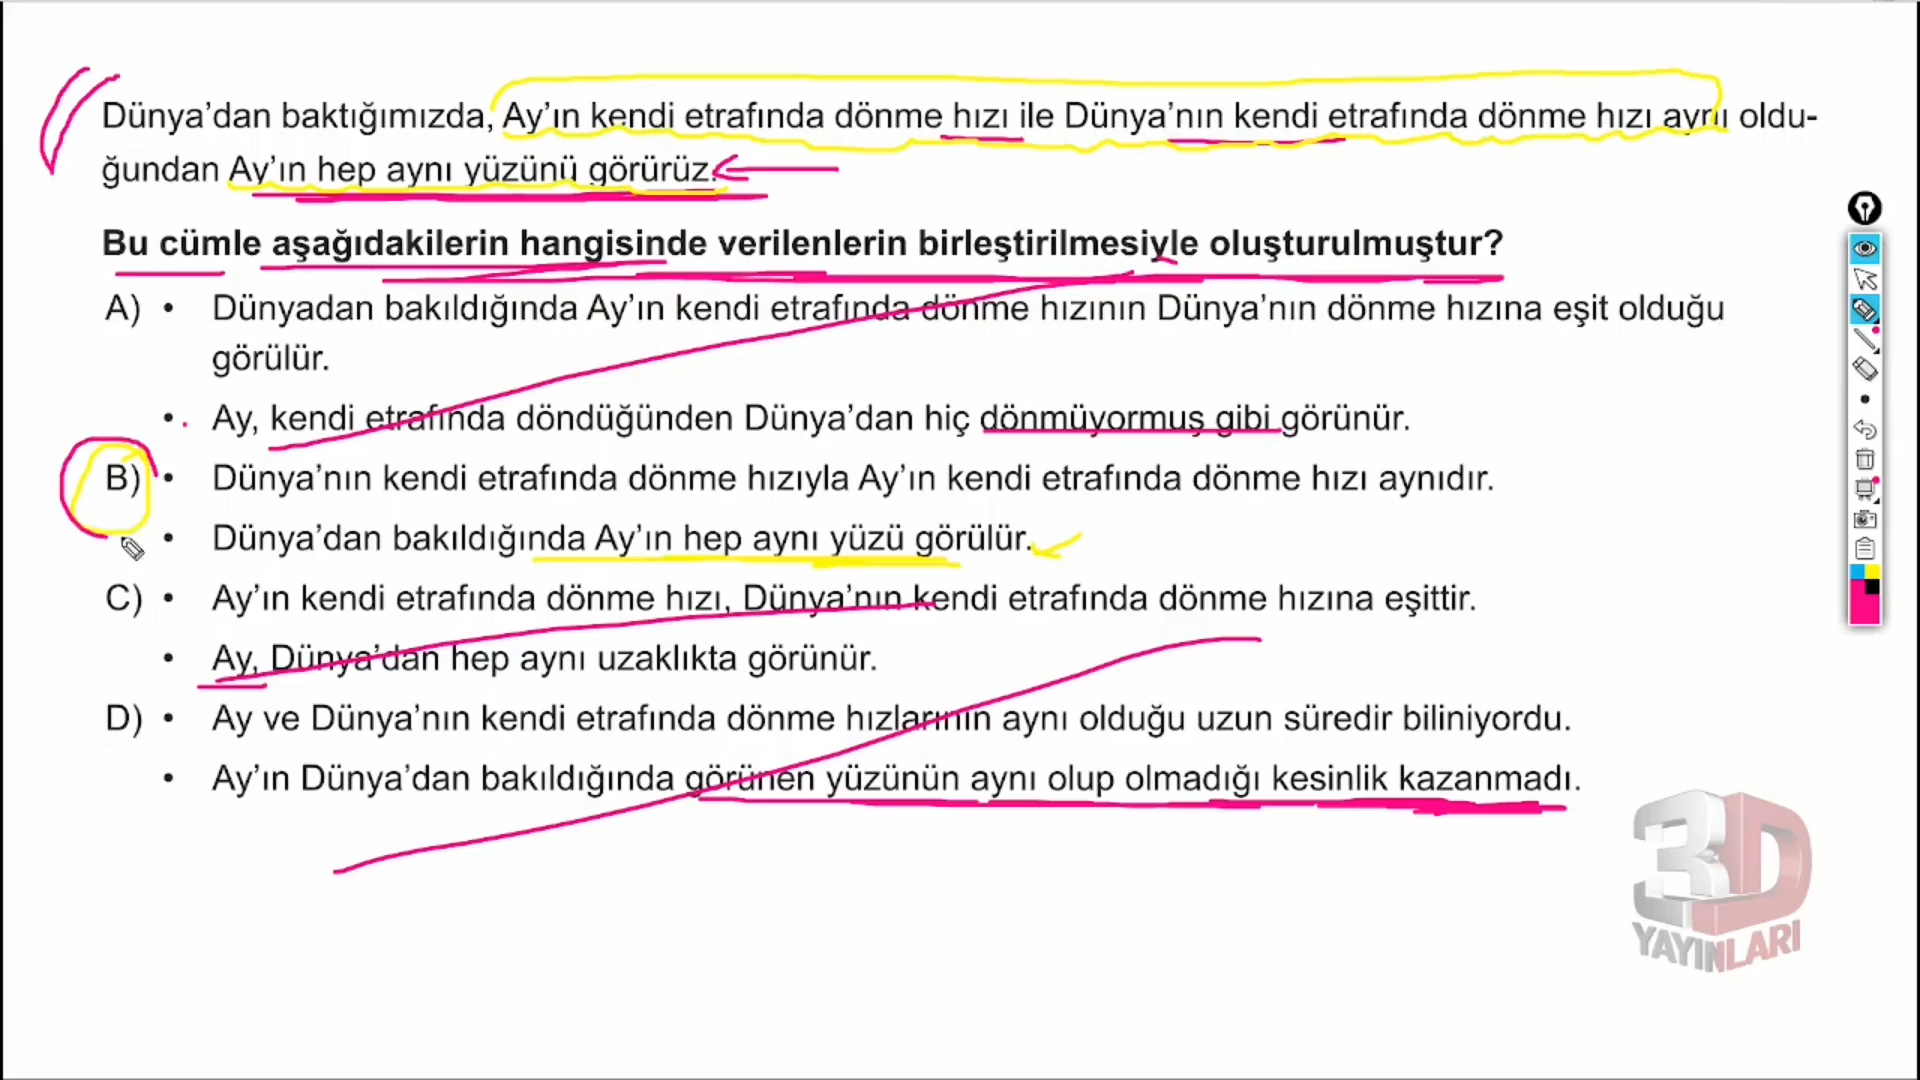 Dünya’dan baktığımızda, Ay’ın kendi etrafında dönme hızı ile Dünya’nın kendi etrafında dönme hızı aynı oldu-
ğundan Ay’ın hep aynı yüzünü görürüz.
Bu cümle aşağıdakilerin hangisinde verilenlerin birleştirilmesiyle oluşturulmuştur?
A) • Dünyadan bakıldığında Ay’ın kendi etrafında dönme hızının Dünya’nın dönme hızına eşit olduğu
görülür.
• Ay, kendi etrafında döndüğünden Dünya’dan hiç dönmüyormuş gibi görünür.
B) • Dünya’nın kendi etrafında dönme hızıyla Ay’ın kendi etrafında dönme hızı aynıdır.
• Dünya’dan bakıldığında Ay’ın hep aynı yüzü görülür.
C) • Ay’ın kendi etrafında dönme hızı, Dünya’nın kendi etrafında dönme hızına eşittir.
• Ay, Dünya’dan hep aynı uzaklıkta görünür.
D) • Ay ve Dünya’nın kendi etrafında dönme hızlarının aynı olduğu uzun süredir biliniyordu.
• Ay’ın Dünya’dan bakıldığında görünen yüzünün aynı olup olmadığı kesinlik kazanmadı.
3D
YAYINLARI